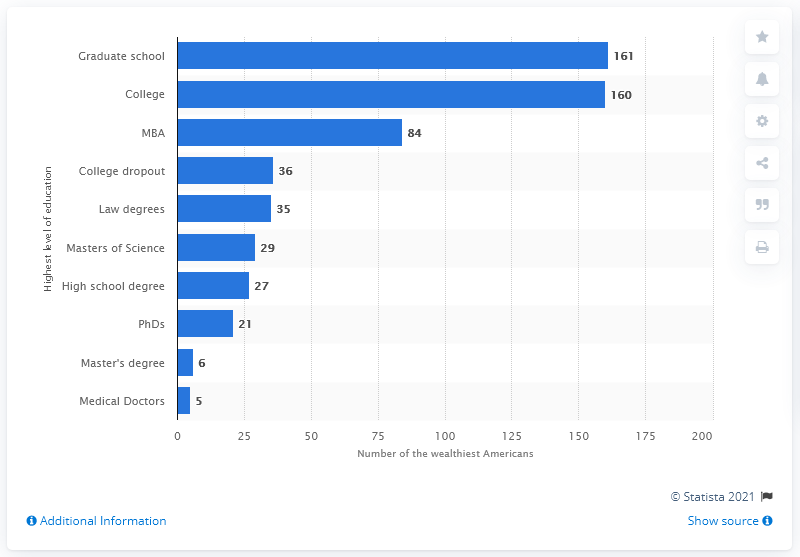 Highest level of education
Graduate school 161
College 160
MBA 84
College dropout 36
Law degrees 35
Masters of Science 29
High school degree 27
PhDs 21
Master's degree 6
Medical Doctors 5
0 25 50 75 100 125 150 175 200
Number of the wealthiest Americans
© Statista 2021
Additional Information
Show source